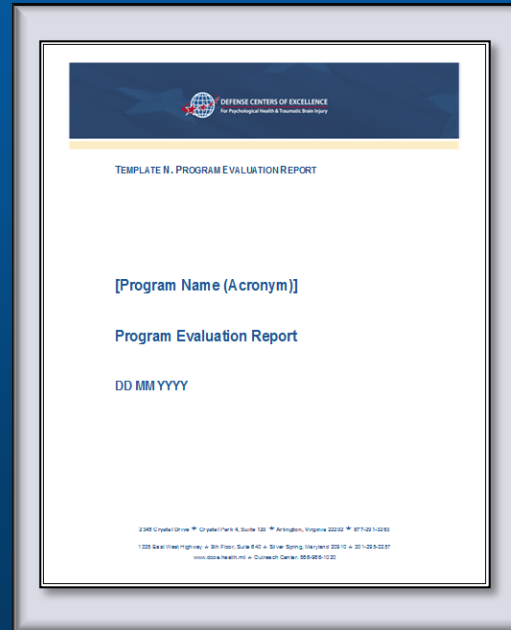 DEFENSE CENTERS OF EXCELLENCE
For Psychological Health & Traumatic Brain Injury
TEMPLATE N. PROGRAM EVALUATION REPORT
[Program Name (Acronym)]
Program Evaluation Report
DD MM YYYY
2345 Crystal Drive ★ Crystal Park 4, Suite 120 ★ Arlington, Virginia 22202 ★ 877-291-3263
1335 East West Highway ★ 9th Floor, Suite 640 ★ Silver Spring, Maryland 20910 ★ 301-295-3257
www.dcoe.health.mil ★ Outreach Center: 866-966-1020